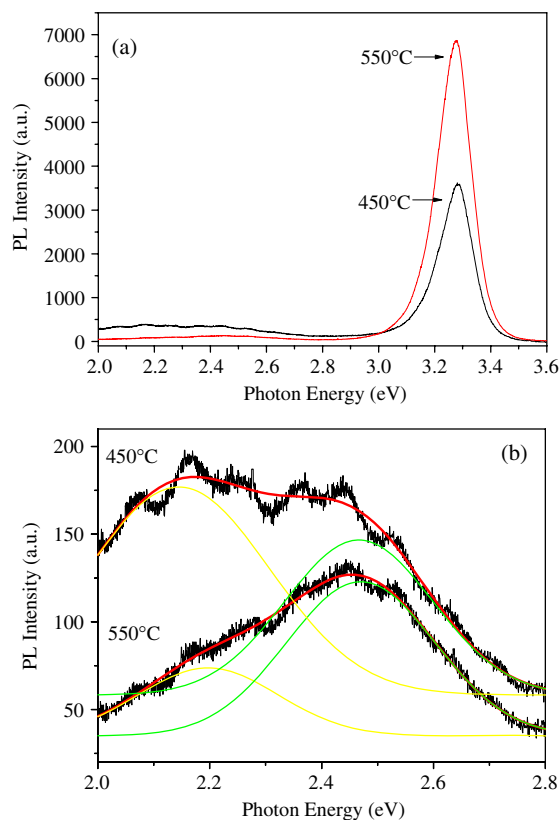 (a)
7000
6000
5000
4000
3000
2000
1000
0
PL Intensity (a.u.)
550°C
450°C
2.0 2.2 2.4 2.6 2.8 3.0 3.2 3.4 3.6
Photon Energy (eV)
(b)
200
150
100
50
PL Intensity (a.u.)
450°C
550°C
2.0 2.2 2.4 2.6 2.8
Photon Energy (eV)